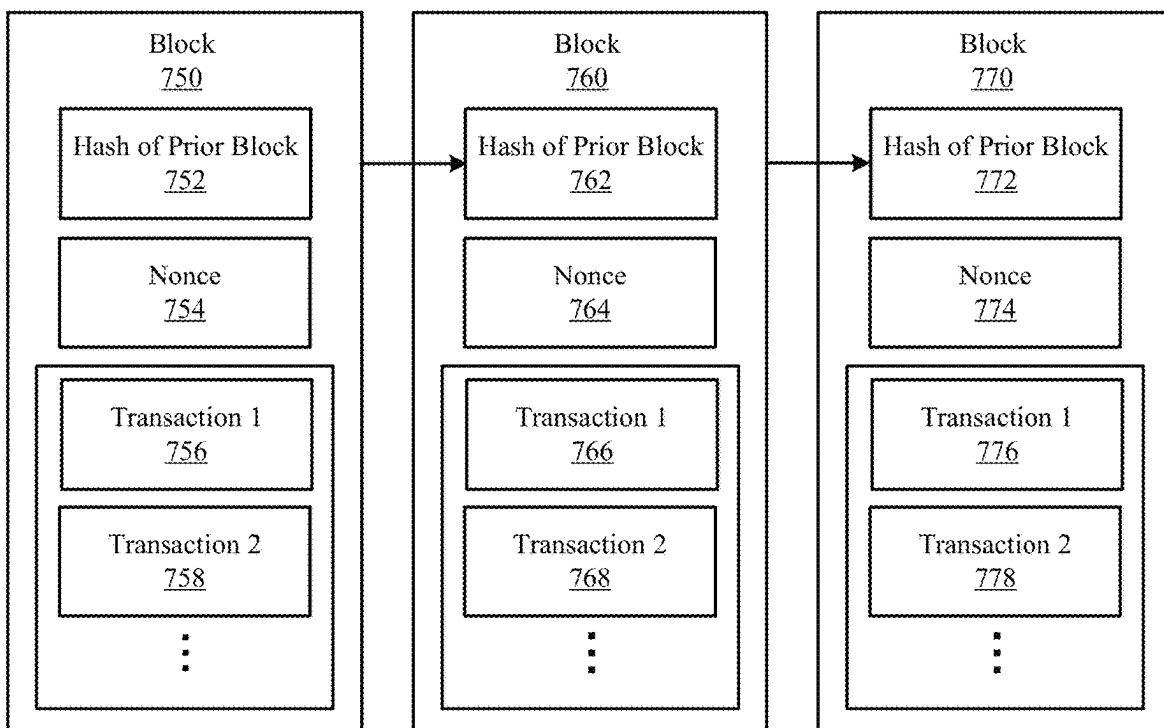 Block
750
Hash of Prior Block
752
Nonce
754
Transaction 1
756
Transaction 2
758
Block
760
Hash of Prior Block
762
Nonce
764
Transaction 1
766
Transaction 2
768
Block
770
Hash of Prior Block
772
Nonce
774
Transaction 1
776
Transaction 2
778